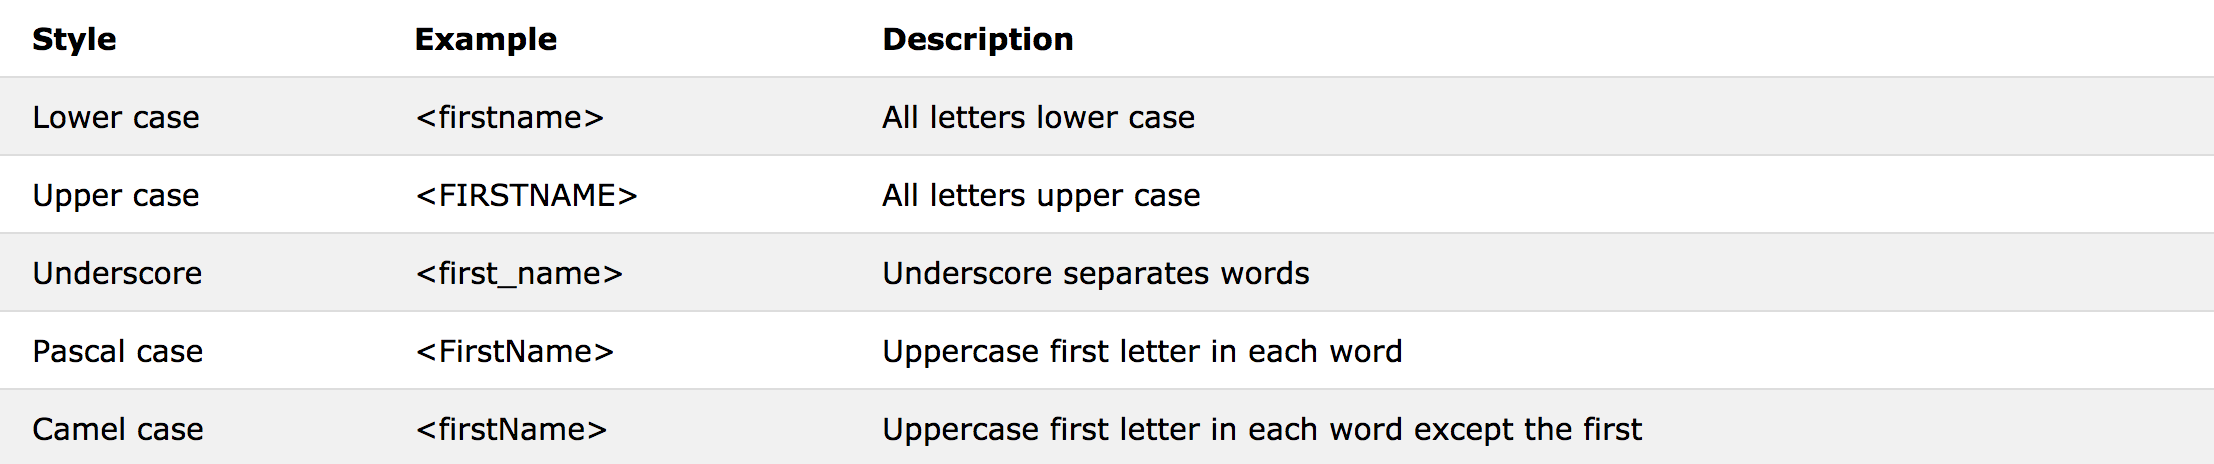 Style Example Description
Lower case <firstname> All letters lower case
Upper case <FIRSTNAME> All letters upper case
Underscore <first_name> Underscore separates words
Pascal case <FirstName> Uppercase first letter in each word
Camel case <firstName> Uppercase first letter in each word except the first